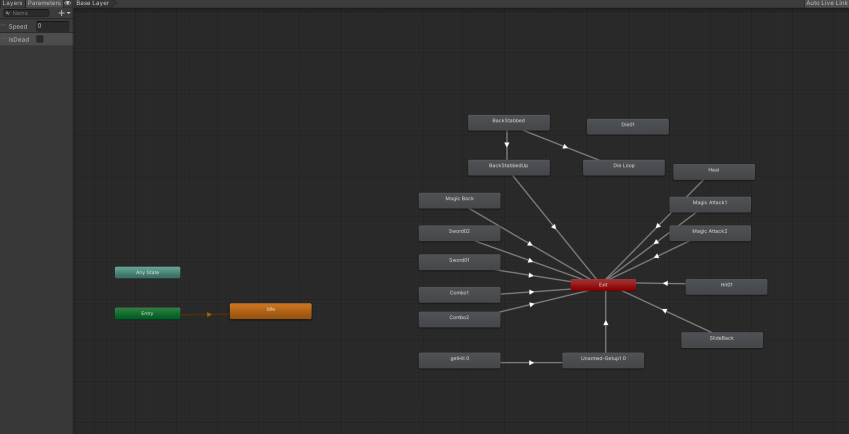 Layers Parameters Base Layer Auto Live Link
Name
Speed 0
isDead
BackStabbed
Die01
BackStabbedUp
Die Loop
Heal
Magic Back
Magic Attack1
Sword02
Magic Attack2
Sword01
Any State
Exit
Hit01
Combo1
Entry
Idle
Combo2
SlideBack
getHit 0
Unarmed-Getup1 0